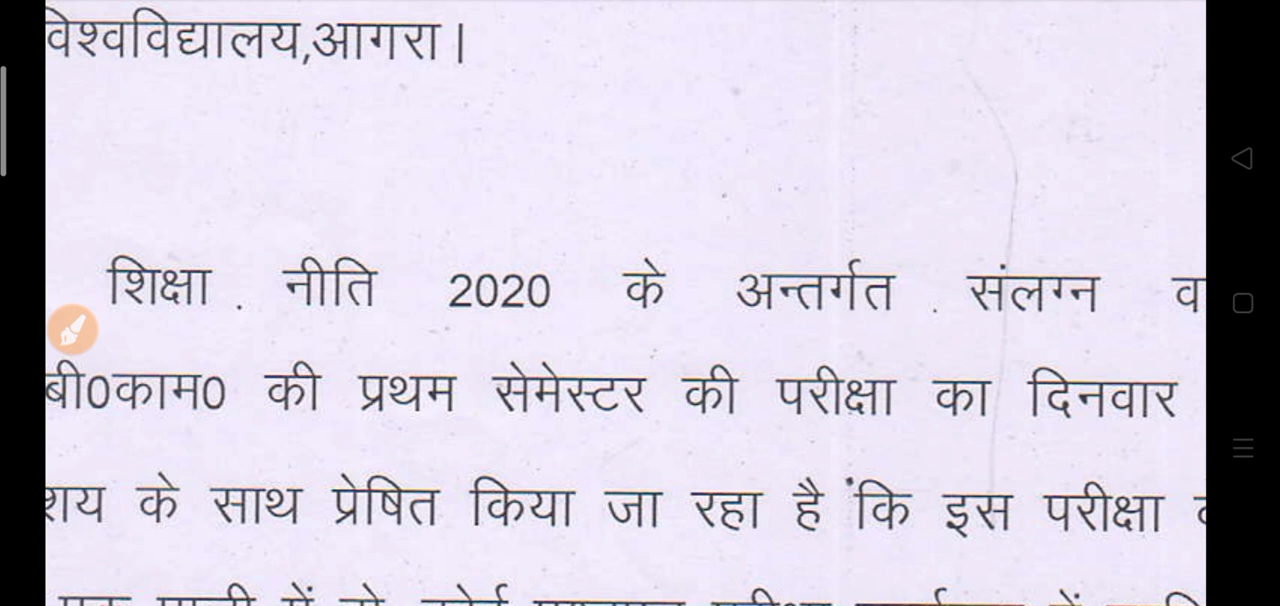 विश्वविद्यालय,आगरा।
शिक्षा नीति 2020 के अन्तर्गत संलग्न
बी0काम0 की प्रथम सेमेस्टर की परीक्षा का दिनवार
के साथ प्रेषित किया जा रहा है कि इस परीक्षा